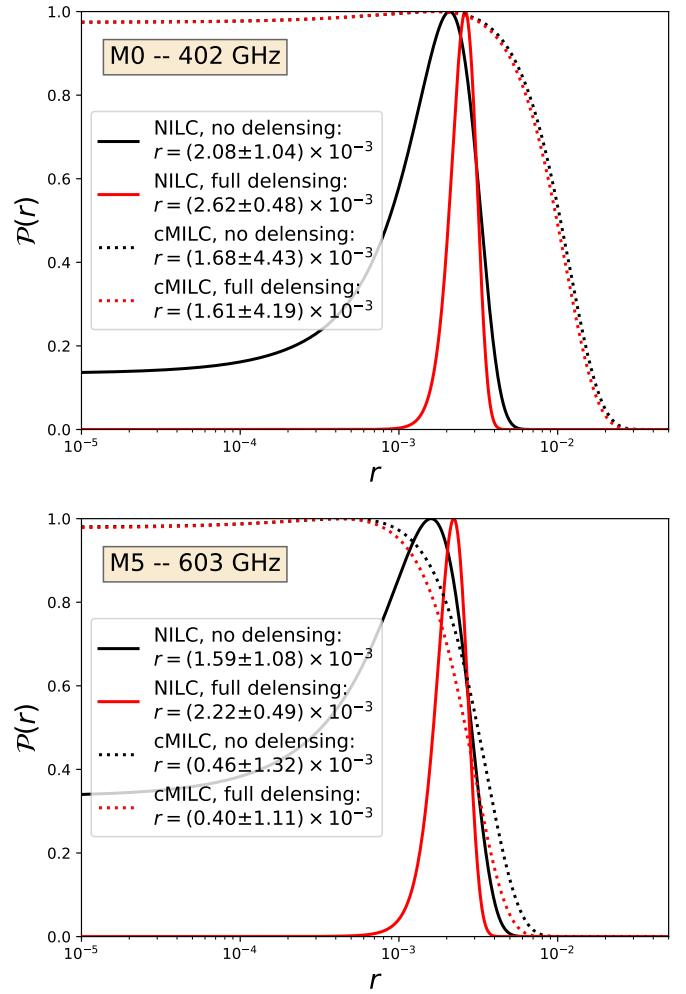 1.0
0.8
0.6
0.4
0.2
0.0
𝒫(r)
M0 -- 402 GHz
NILC, no delensing:
r = (2.08±1.04) × 10⁻³
NILC, full delensing:
r = (2.62±0.48) × 10⁻³
cMILC, no delensing:
r = (1.68±4.43) × 10⁻³
cMILC, full delensing:
r = (1.61±4.19) × 10⁻³
10⁻⁵ 10⁻⁴ 10⁻³ 10⁻²
r
1.0
0.8
0.6
0.4
0.2
0.0
𝒫(r)
M5 -- 603 GHz
NILC, no delensing:
r = (1.59±1.08) × 10⁻³
NILC, full delensing:
r = (2.22±0.49) × 10⁻³
cMILC, no delensing:
r = (0.46±1.32) × 10⁻³
cMILC, full delensing:
r = (0.40±1.11) × 10⁻³
10⁻⁵ 10⁻⁴ 10⁻³ 10⁻²
r